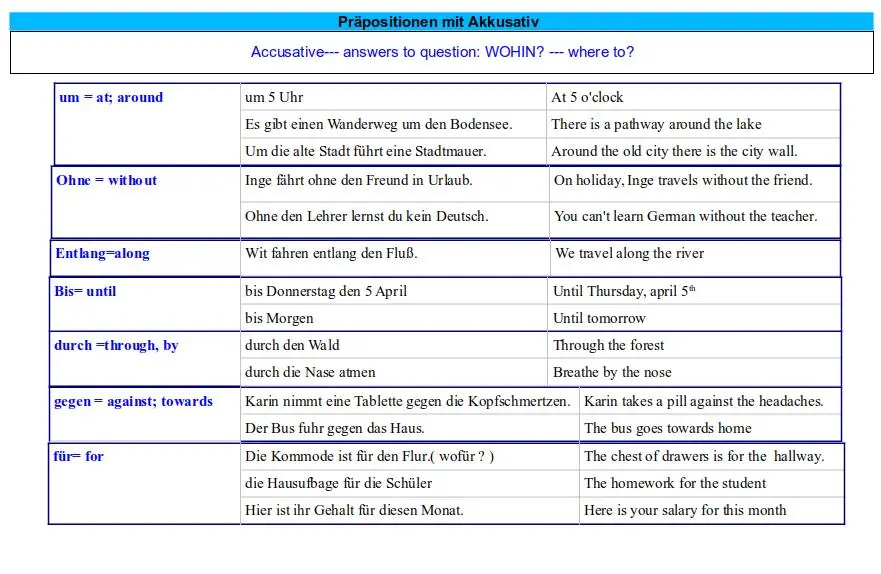 Präpositionen mit Akkusativ
Accusative--- answers to question: WOHIN? --- where to?
um = at; around
um 5 Uhr
At 5 o'clock
Es gibt einen Wanderweg um den Bodensee.
There is a pathway around the lake
Um die alte Stadt führt eine Stadtmauer.
Around the old city there is the city wall.
Ohne = without
Inge fährt ohne den Freund in Urlaub.
On holiday, Inge travels without the friend.
Ohne den Lehrer lernst du kein Deutsch.
You can't learn German without the teacher.
Entlang=along
Wit fahren entlang den Fluß.
We travel along the river
Bis= until
bis Donnerstag den 5 April
Until Thursday, april 5th
bis Morgen
Until tomorrow
durch =through, by
durch den Wald
Through the forest
durch die Nase atmen
Breathe by the nose
gegen = against; towards
Karin nimmt eine Tablette gegen die Kopfschmertzen.
Karin takes a pill against the headaches.
Der Bus fuhr gegen das Haus.
The bus goes towards home
für= for
Die Kommode ist für den Flur.( wofür ? )
The chest of drawers is for the hallway.
die Hausufbage für die Schüler
The homework for the student
Hier ist ihr Gehalt für diesen Monat.
Here is your salary for this month